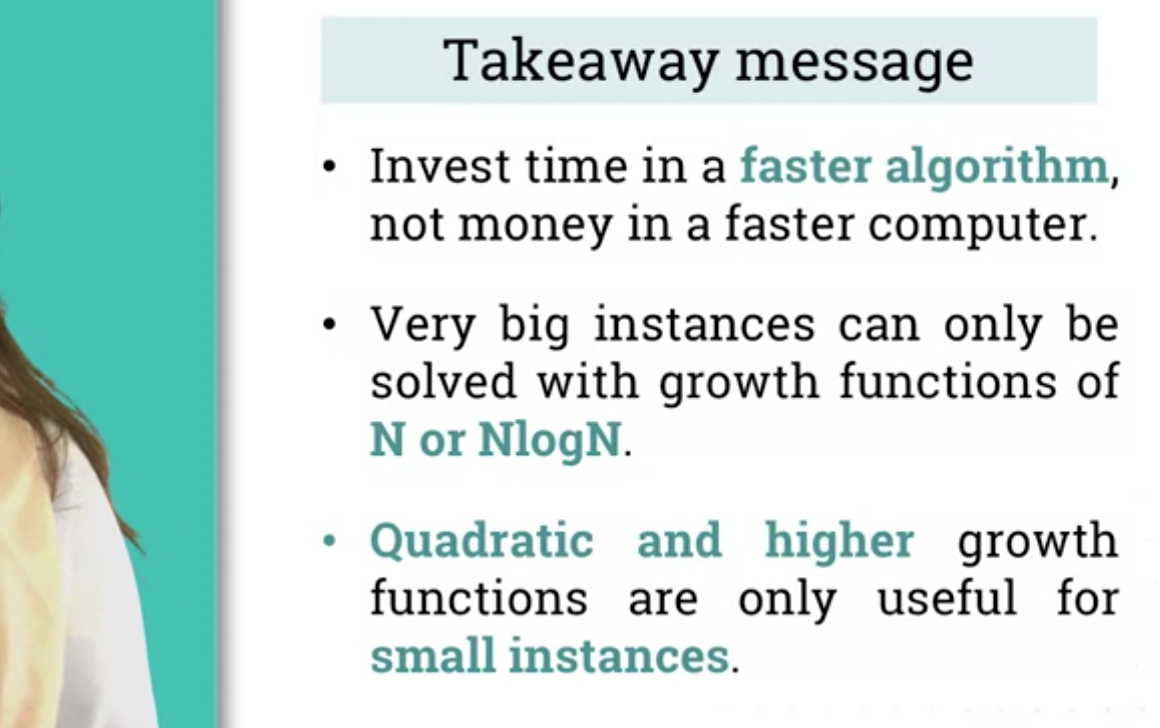 Takeaway message
• Invest time in a faster algorithm,
not money in a faster computer.
• Very big instances can only be
solved with growth functions of
N or NlogN.
• Quadratic and higher growth
functions are only useful for
small instances.